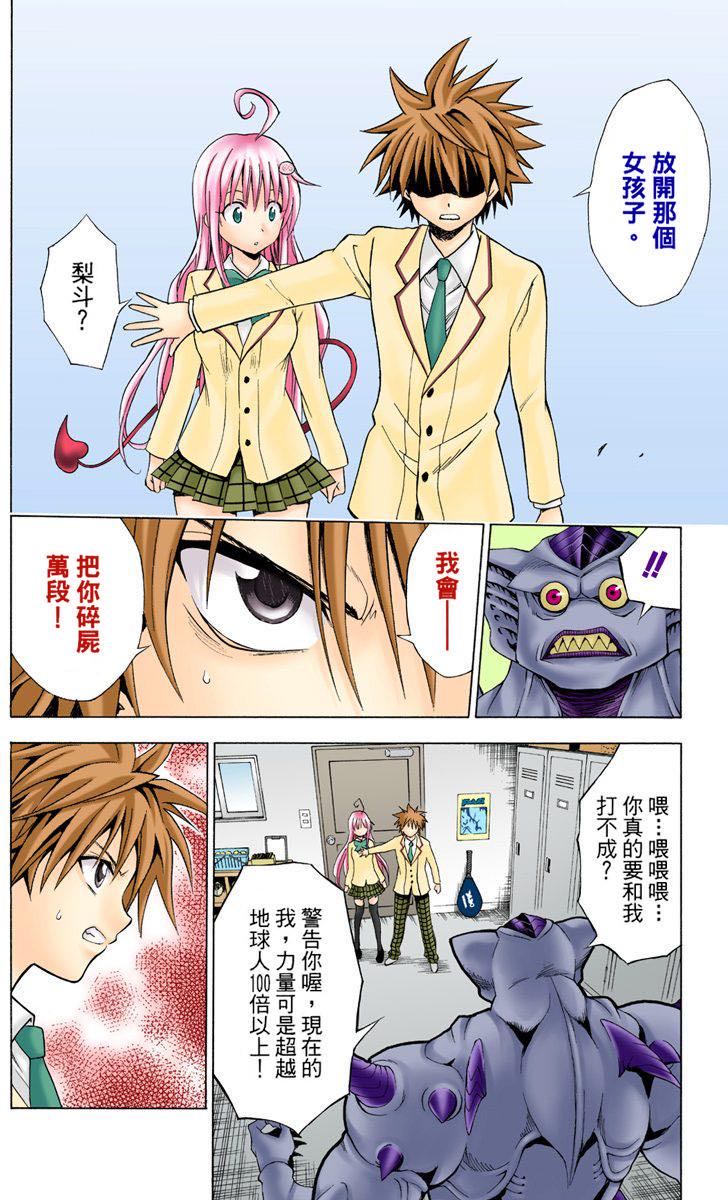 放開那個
女孩子。
梨斗？
!!
我會——
把你碎屍
萬段！
喂…喂喂喂…
你真的要和我
打不成？
警告你喔，現在的
我，力量可是超越
地球人100倍以上！